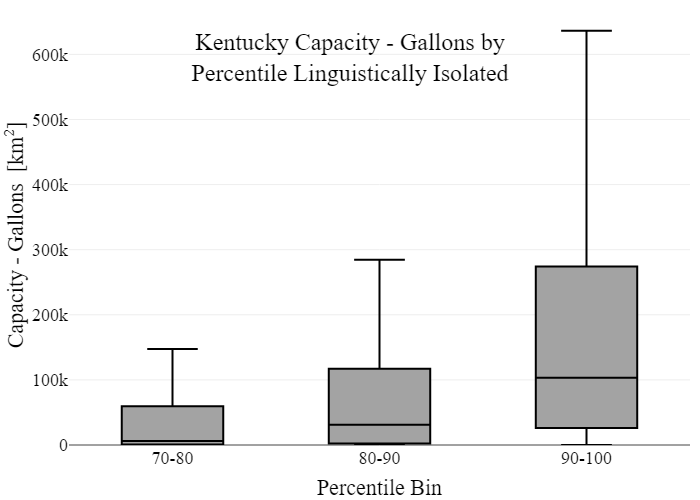 Kentucky Capacity - Gallons by
Percentile Linguistically Isolated
Capacity - Gallons [km²]
600k
500k
400k
300k
200k
100k
0
70-80
80-90
90-100
Percentile Bin